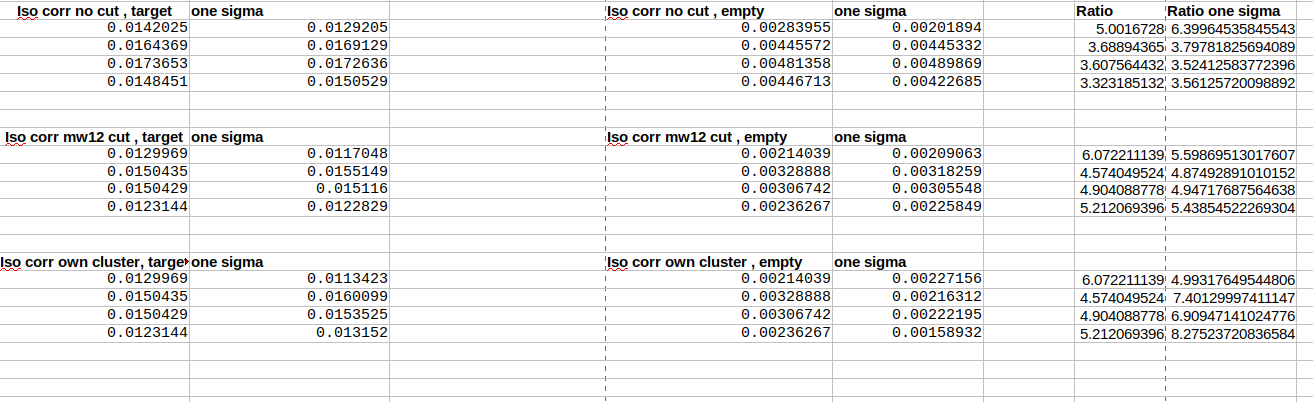 Iso corr no cut , target one sigma Iso corr no cut , empty one sigma Ratio Ratio one sigma
0.0142025 0.0129205 0.00283955 0.00201894 5.0016728 6.39964535845543
0.0164369 0.0169129 0.00445572 0.00445332 3.68894365 3.79781825694089
0.0173653 0.0172636 0.00481358 0.00489869 3.607564432 3.52412583772396
0.0148451 0.0150529 0.00446713 0.00422685 3.323185132 3.56125720098892
Iso corr mw12 cut , target one sigma Iso corr mw12 cut , empty one sigma
0.0129969 0.0117048 0.00214039 0.00209063 6.072211139 5.59869513017607
0.0150435 0.0155149 0.00328888 0.00318259 4.574049524 4.87492891010152
0.0150429 0.015116 0.00306742 0.00305548 4.904088778 4.94717687564638
0.0123144 0.0122829 0.00236267 0.00225849 5.212069396 5.43854522269304
Iso corr own cluster, targe one sigma Iso corr own cluster , empty one sigma
0.0129969 0.0113423 0.00214039 0.00227156 6.072211139 4.99317649544806
0.0150435 0.0160099 0.00328888 0.00216312 4.574049524 7.40129997411147
0.0150429 0.0153525 0.00306742 0.00222195 4.904088778 6.90947141024776
0.0123144 0.013152 0.00236267 0.00158932 5.212069396 8.27523720836584